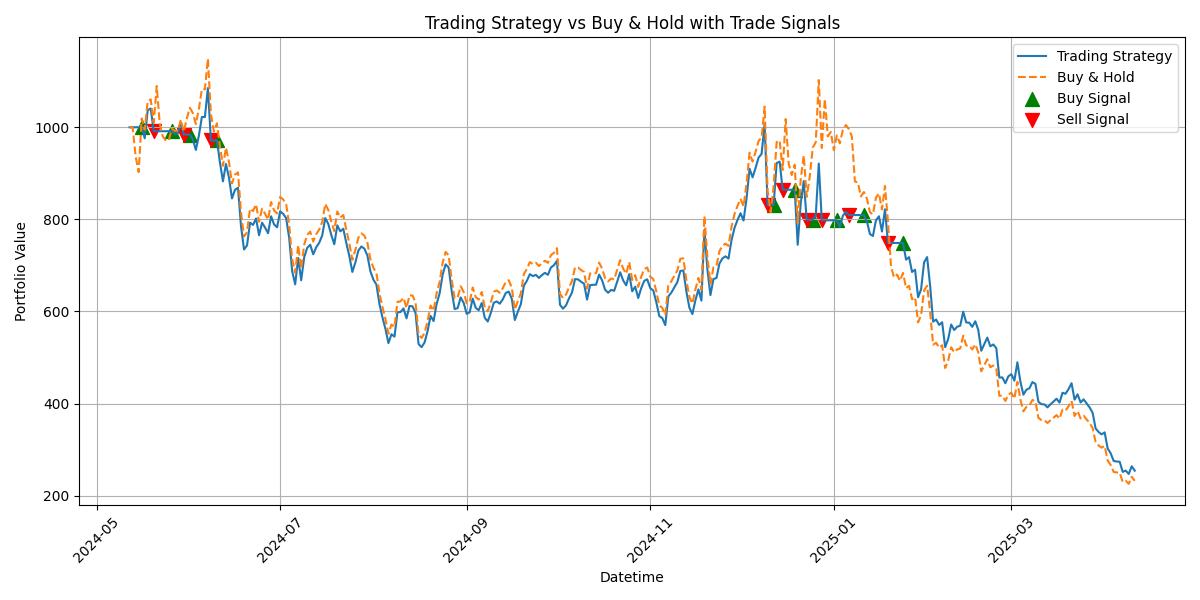 Trading Strategy vs Buy & Hold with Trade Signals
Trading Strategy
Buy & Hold
Buy Signal
Sell Signal
Portfolio Value
1000
800
600
400
200
2024-05
2024-07
2024-09
2024-11
2025-01
2025-03
Datetime